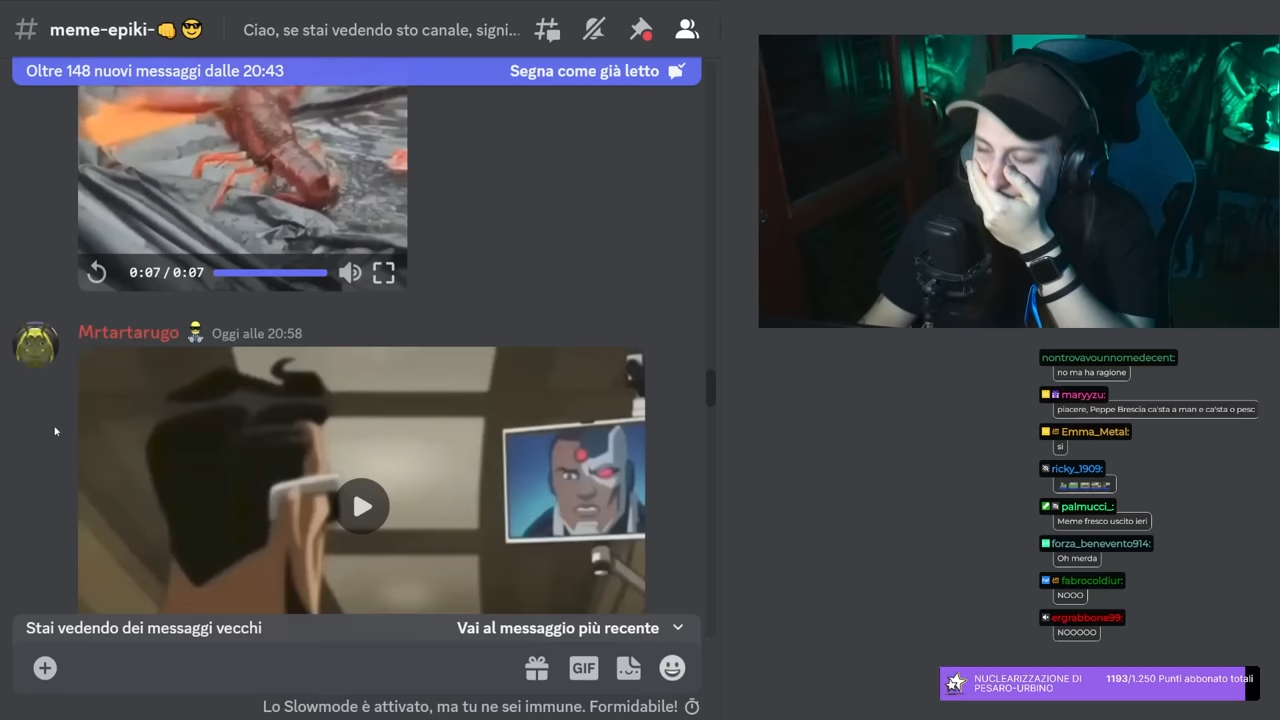 meme-epiki-👊😎
Ciao, se stai vedendo sto canale, signi...
Oltre 148 nuovi messaggi dalle 20:43
Segna come già letto
0:07/0:07
Mrtartarugo
Oggi alle 20:58
Stai vedendo dei messaggi vecchi
Vai al messaggio più recente
GIF
Lo Slowmode è attivato, ma tu ne sei immune. Formidabile!
nontrovavounnomedecent:
no ma ha ragione
maryyzu:
piacere, Peppe Brescia ca'sta a man e ca'sta o pesc
Emma_Metal:
si
ricky_1909:
palmucci_:
Meme fresco uscito ieri
forza_benevento914:
Oh merda
fabrocoldiur:
NOOO
ergrabbone99:
NOOOOO
NUCLEARIZZAZIONE DI
PESARO-URBINO
1193/1.250 Punti abbonato totali